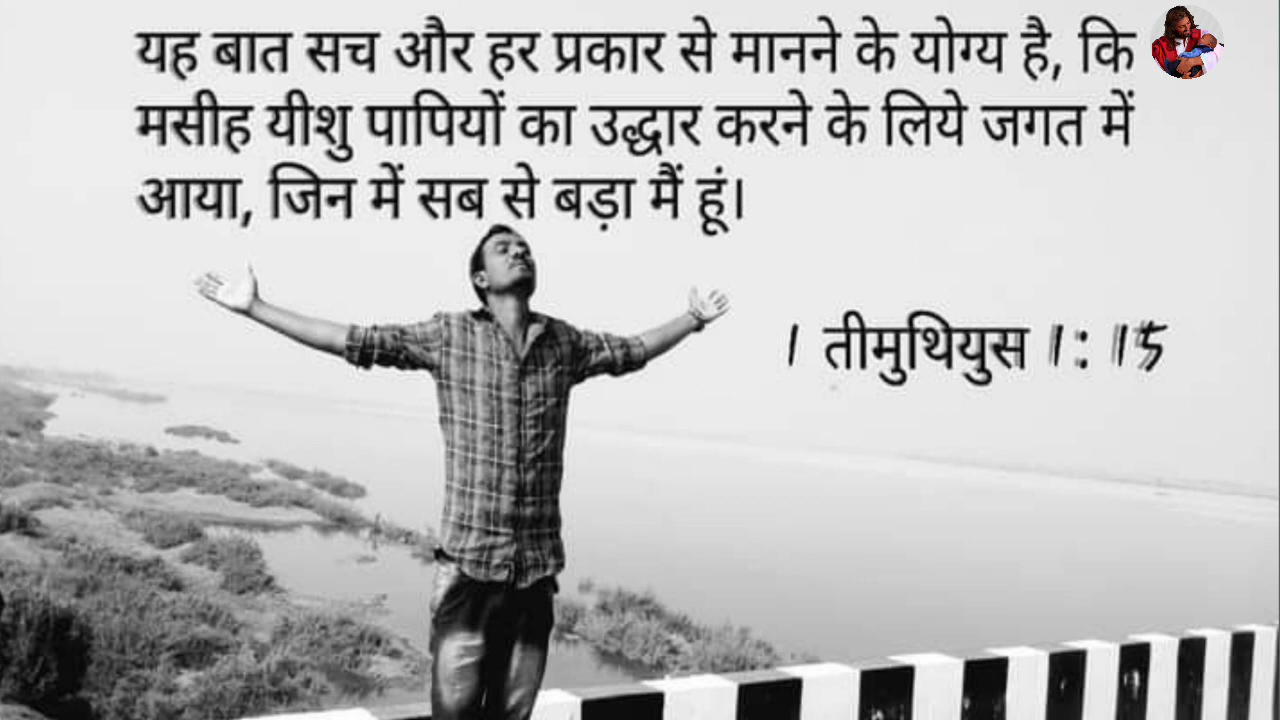 यह बात सच और हर प्रकार से मानने के योग्य है, कि
मसीह यीशु पापियों का उद्धार करने के लिये जगत में
आया, जिन में सब से बड़ा मैं हूं।
1 तीमुथियुस 1: 15